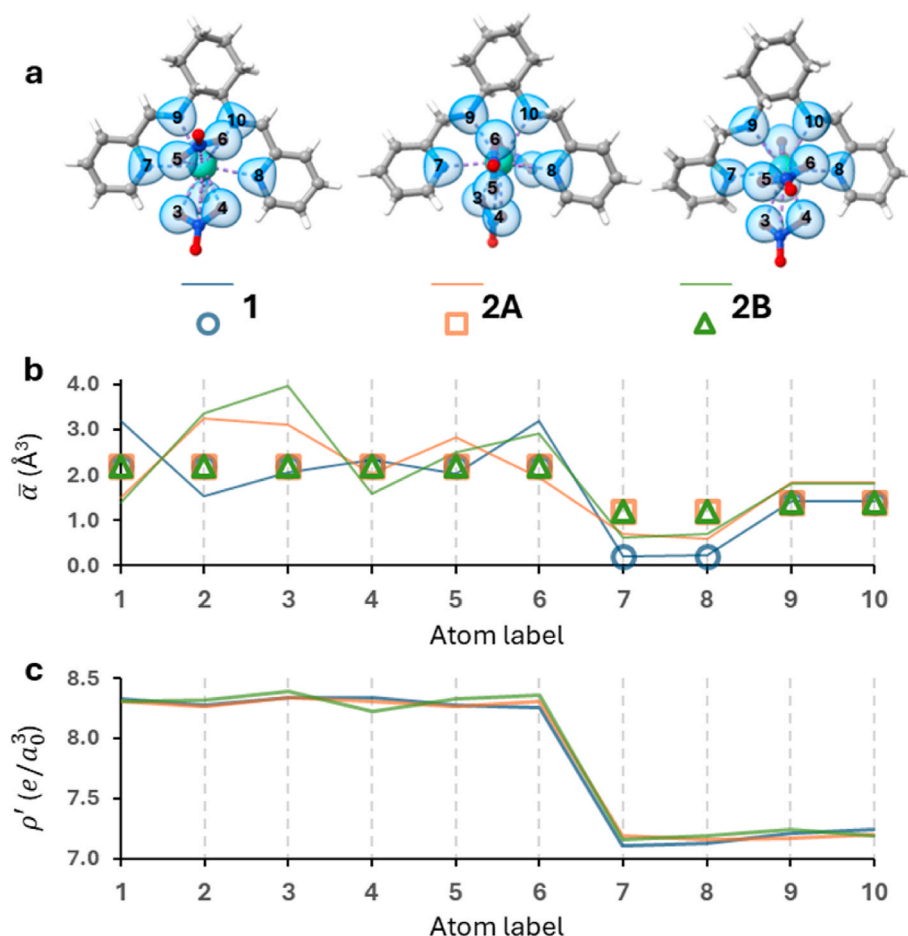 a
9 10 6 7 5 8 3 4
9 10 6 7 8 5 3 4
9 10 7 5 6 8 3 4
1 2A 2B
b
ᾱ (Å³)
4.0
3.0
2.0
1.0
0.0
1 2 3 4 5 6 7 8 9 10
Atom label
c
ρ′ (e/a₀³)
8.5
8.0
7.5
7.0
1 2 3 4 5 6 7 8 9 10
Atom label